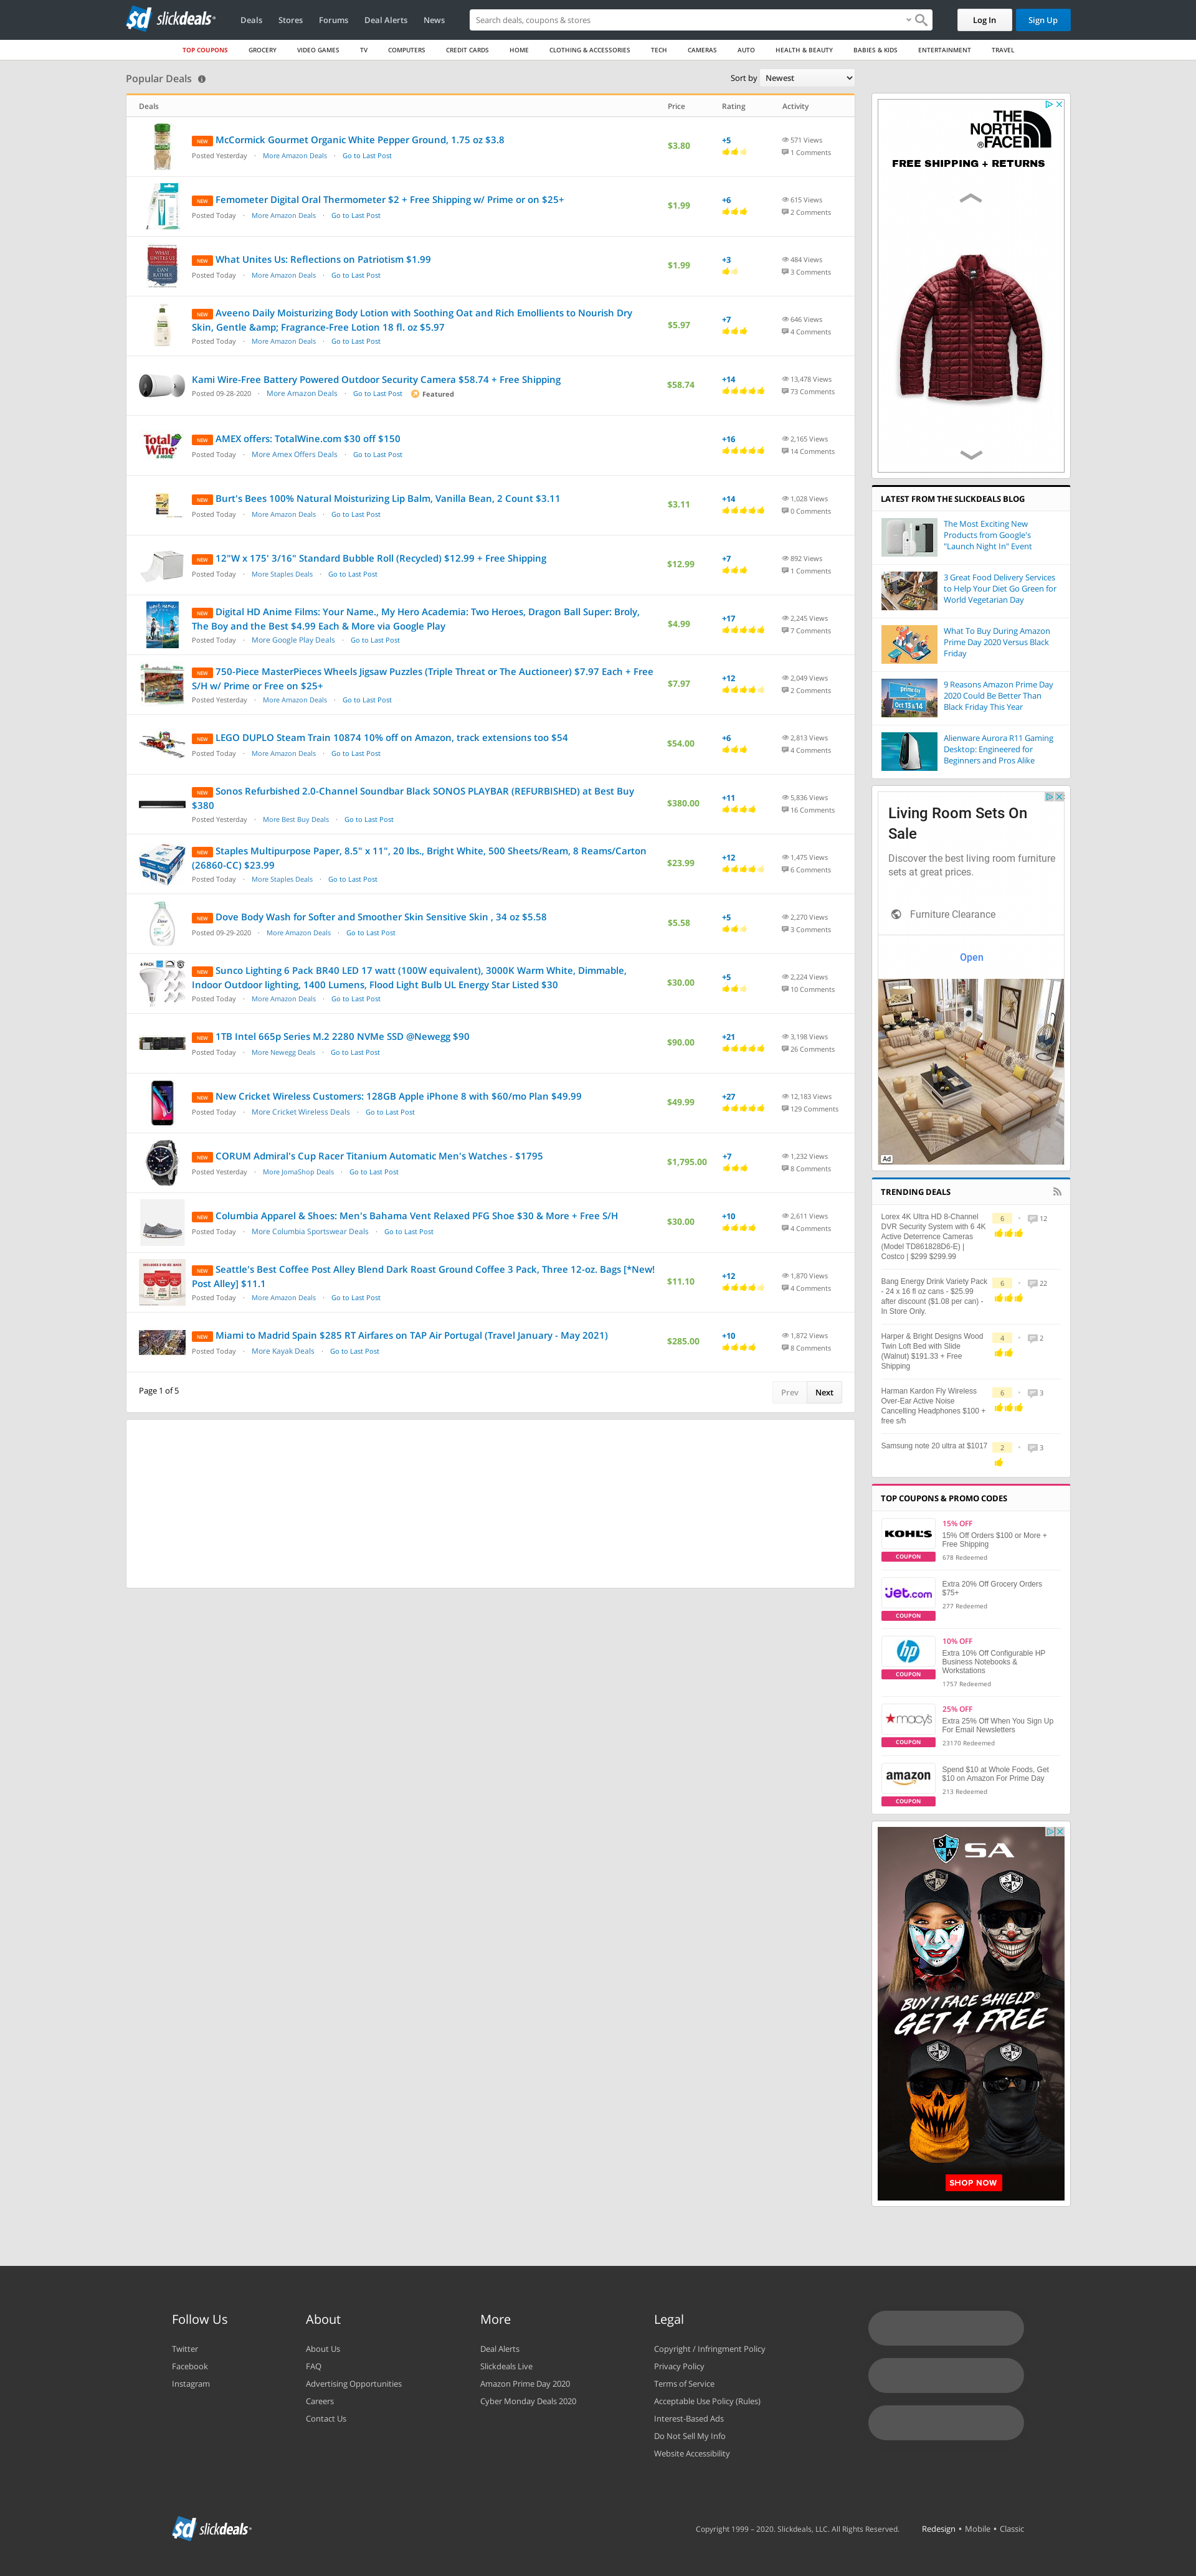 sd slickdeals
Deals
Stores
Forums
Deal Alerts
News
Search deals, coupons & stores
Log In
Sign Up
TOP COUPONS
GROCERY
VIDEO GAMES
TV
COMPUTERS
CREDIT CARDS
HOME
CLOTHING & ACCESSORIES
TECH
CAMERAS
AUTO
HEALTH & BEAUTY
BABIES & KIDS
ENTERTAINMENT
TRAVEL
Popular Deals
Sort by Newest
Deals Price Rating Activity
NEW McCormick Gourmet Organic White Pepper Ground, 1.75 oz $3.8
Posted Yesterday · More Amazon Deals · Go to Last Post
$3.80
+5
571 Views
1 Comments
NEW Femometer Digital Oral Thermometer $2 + Free Shipping w/ Prime or on $25+
Posted Today · More Amazon Deals · Go to Last Post
$1.99
+6
615 Views
2 Comments
WHAT UNITES US
DAN RATHER
NEW What Unites Us: Reflections on Patriotism $1.99
Posted Today · More Amazon Deals · Go to Last Post
$1.99
+3
484 Views
3 Comments
NEW Aveeno Daily Moisturizing Body Lotion with Soothing Oat and Rich Emollients to Nourish Dry
Skin, Gentle &amp; Fragrance-Free Lotion 18 fl. oz $5.97
Posted Today · More Amazon Deals · Go to Last Post
$5.97
+7
646 Views
4 Comments
Kami Wire-Free Battery Powered Outdoor Security Camera $58.74 + Free Shipping
Posted 09-28-2020 · More Amazon Deals · Go to Last Post Featured
$58.74
+14
13,478 Views
73 Comments
Total Wine & MORE
NEW AMEX offers: TotalWine.com $30 off $150
Posted Today · More Amex Offers Deals · Go to Last Post
+16
2,165 Views
14 Comments
NEW Burt's Bees 100% Natural Moisturizing Lip Balm, Vanilla Bean, 2 Count $3.11
Posted Today · More Amazon Deals · Go to Last Post
$3.11
+14
1,028 Views
0 Comments
NEW 12"W x 175' 3/16" Standard Bubble Roll (Recycled) $12.99 + Free Shipping
Posted Today · More Staples Deals · Go to Last Post
$12.99
+7
892 Views
1 Comments
NEW Digital HD Anime Films: Your Name., My Hero Academia: Two Heroes, Dragon Ball Super: Broly,
The Boy and the Best $4.99 Each & More via Google Play
Posted Today · More Google Play Deals · Go to Last Post
$4.99
+17
2,245 Views
7 Comments
NEW 750-Piece MasterPieces Wheels Jigsaw Puzzles (Triple Threat or The Auctioneer) $7.97 Each + Free
S/H w/ Prime or Free on $25+
Posted Yesterday · More Amazon Deals · Go to Last Post
$7.97
+12
2,049 Views
2 Comments
NEW LEGO DUPLO Steam Train 10874 10% off on Amazon, track extensions too $54
Posted Today · More Amazon Deals · Go to Last Post
$54.00
+6
2,813 Views
4 Comments
NEW Sonos Refurbished 2.0-Channel Soundbar Black SONOS PLAYBAR (REFURBISHED) at Best Buy
$380
Posted Yesterday · More Best Buy Deals · Go to Last Post
$380.00
+11
5,836 Views
16 Comments
NEW Staples Multipurpose Paper, 8.5" x 11", 20 lbs., Bright White, 500 Sheets/Ream, 8 Reams/Carton
(26860-CC) $23.99
Posted Today · More Staples Deals · Go to Last Post
$23.99
+12
1,475 Views
6 Comments
NEW Dove Body Wash for Softer and Smoother Skin Sensitive Skin , 34 oz $5.58
Posted 09-29-2020 · More Amazon Deals · Go to Last Post
$5.58
+5
2,270 Views
3 Comments
6 PACK
NEW Sunco Lighting 6 Pack BR40 LED 17 watt (100W equivalent), 3000K Warm White, Dimmable,
Indoor Outdoor lighting, 1400 Lumens, Flood Light Bulb UL Energy Star Listed $30
Posted Today · More Amazon Deals · Go to Last Post
$30.00
+5
2,224 Views
10 Comments
NEW 1TB Intel 665p Series M.2 2280 NVMe SSD @Newegg $90
Posted Today · More Newegg Deals · Go to Last Post
$90.00
+21
3,198 Views
26 Comments
NEW New Cricket Wireless Customers: 128GB Apple iPhone 8 with $60/mo Plan $49.99
Posted Today · More Cricket Wireless Deals · Go to Last Post
$49.99
+27
12,183 Views
129 Comments
NEW CORUM Admiral's Cup Racer Titanium Automatic Men's Watches - $1795
Posted Yesterday · More JomaShop Deals · Go to Last Post
$1,795.00
+7
1,232 Views
8 Comments
NEW Columbia Apparel & Shoes: Men's Bahama Vent Relaxed PFG Shoe $30 & More + Free S/H
Posted Today · More Columbia Sportswear Deals · Go to Last Post
$30.00
+10
2,611 Views
4 Comments
NEW Seattle's Best Coffee Post Alley Blend Dark Roast Ground Coffee 3 Pack, Three 12-oz. Bags [*New!
Post Alley] $11.1
Posted Today · More Amazon Deals · Go to Last Post
$11.10
+12
1,870 Views
4 Comments
NEW Miami to Madrid Spain $285 RT Airfares on TAP Air Portugal (Travel January - May 2021)
Posted Today · More Kayak Deals · Go to Last Post
$285.00
+10
1,872 Views
8 Comments
Page 1 of 5
Prev
Next
THE
NORTH
FACE
FREE SHIPPING + RETURNS
LATEST FROM THE SLICKDEALS BLOG
The Most Exciting New
Products from Google's
"Launch Night In" Event
3 Great Food Delivery Services
to Help Your Diet Go Green for
World Vegetarian Day
What To Buy During Amazon
Prime Day 2020 Versus Black
Friday
prime day
Oct 13 & 14
9 Reasons Amazon Prime Day
2020 Could Be Better Than
Black Friday This Year
Alienware Aurora R11 Gaming
Desktop: Engineered for
Beginners and Pros Alike
Living Room Sets On
Sale
Discover the best living room furniture
sets at great prices.
Furniture Clearance
Open
Ad
TRENDING DEALS
Lorex 4K Ultra HD 8-Channel
DVR Security System with 6 4K
Active Deterrence Cameras
(Model TD861828D6-E) |
Costco | $299 $299.99
6 · 12
Bang Energy Drink Variety Pack
- 24 x 16 fl oz cans - $25.99
after discount ($1.08 per can) -
In Store Only.
6 · 22
Harper & Bright Designs Wood
Twin Loft Bed with Slide
(Walnut) $191.33 + Free
Shipping
4 · 2
Harman Kardon Fly Wireless
Over-Ear Active Noise
Cancelling Headphones $100 +
free s/h
6 · 3
Samsung note 20 ultra at $1017
2 · 3
TOP COUPONS & PROMO CODES
KOHL'S
COUPON
15% OFF
15% Off Orders $100 or More +
Free Shipping
678 Redeemed
jet.com
COUPON
Extra 20% Off Grocery Orders
$75+
277 Redeemed
hp
COUPON
10% OFF
Extra 10% Off Configurable HP
Business Notebooks &
Workstations
1757 Redeemed
macy's
COUPON
25% OFF
Extra 25% Off When You Sign Up
For Email Newsletters
23170 Redeemed
amazon
COUPON
Spend $10 at Whole Foods, Get
$10 on Amazon For Prime Day
213 Redeemed
SA
BUY 1 FACE SHIELD®
GET 4 FREE
SHOP NOW
Follow Us
Twitter
Facebook
Instagram
About
About Us
FAQ
Advertising Opportunities
Careers
Contact Us
More
Deal Alerts
Slickdeals Live
Amazon Prime Day 2020
Cyber Monday Deals 2020
Legal
Copyright / Infringment Policy
Privacy Policy
Terms of Service
Acceptable Use Policy (Rules)
Interest-Based Ads
Do Not Sell My Info
Website Accessibility
sd slickdeals
Copyright 1999 – 2020. Slickdeals, LLC. All Rights Reserved.
Redesign • Mobile • Classic